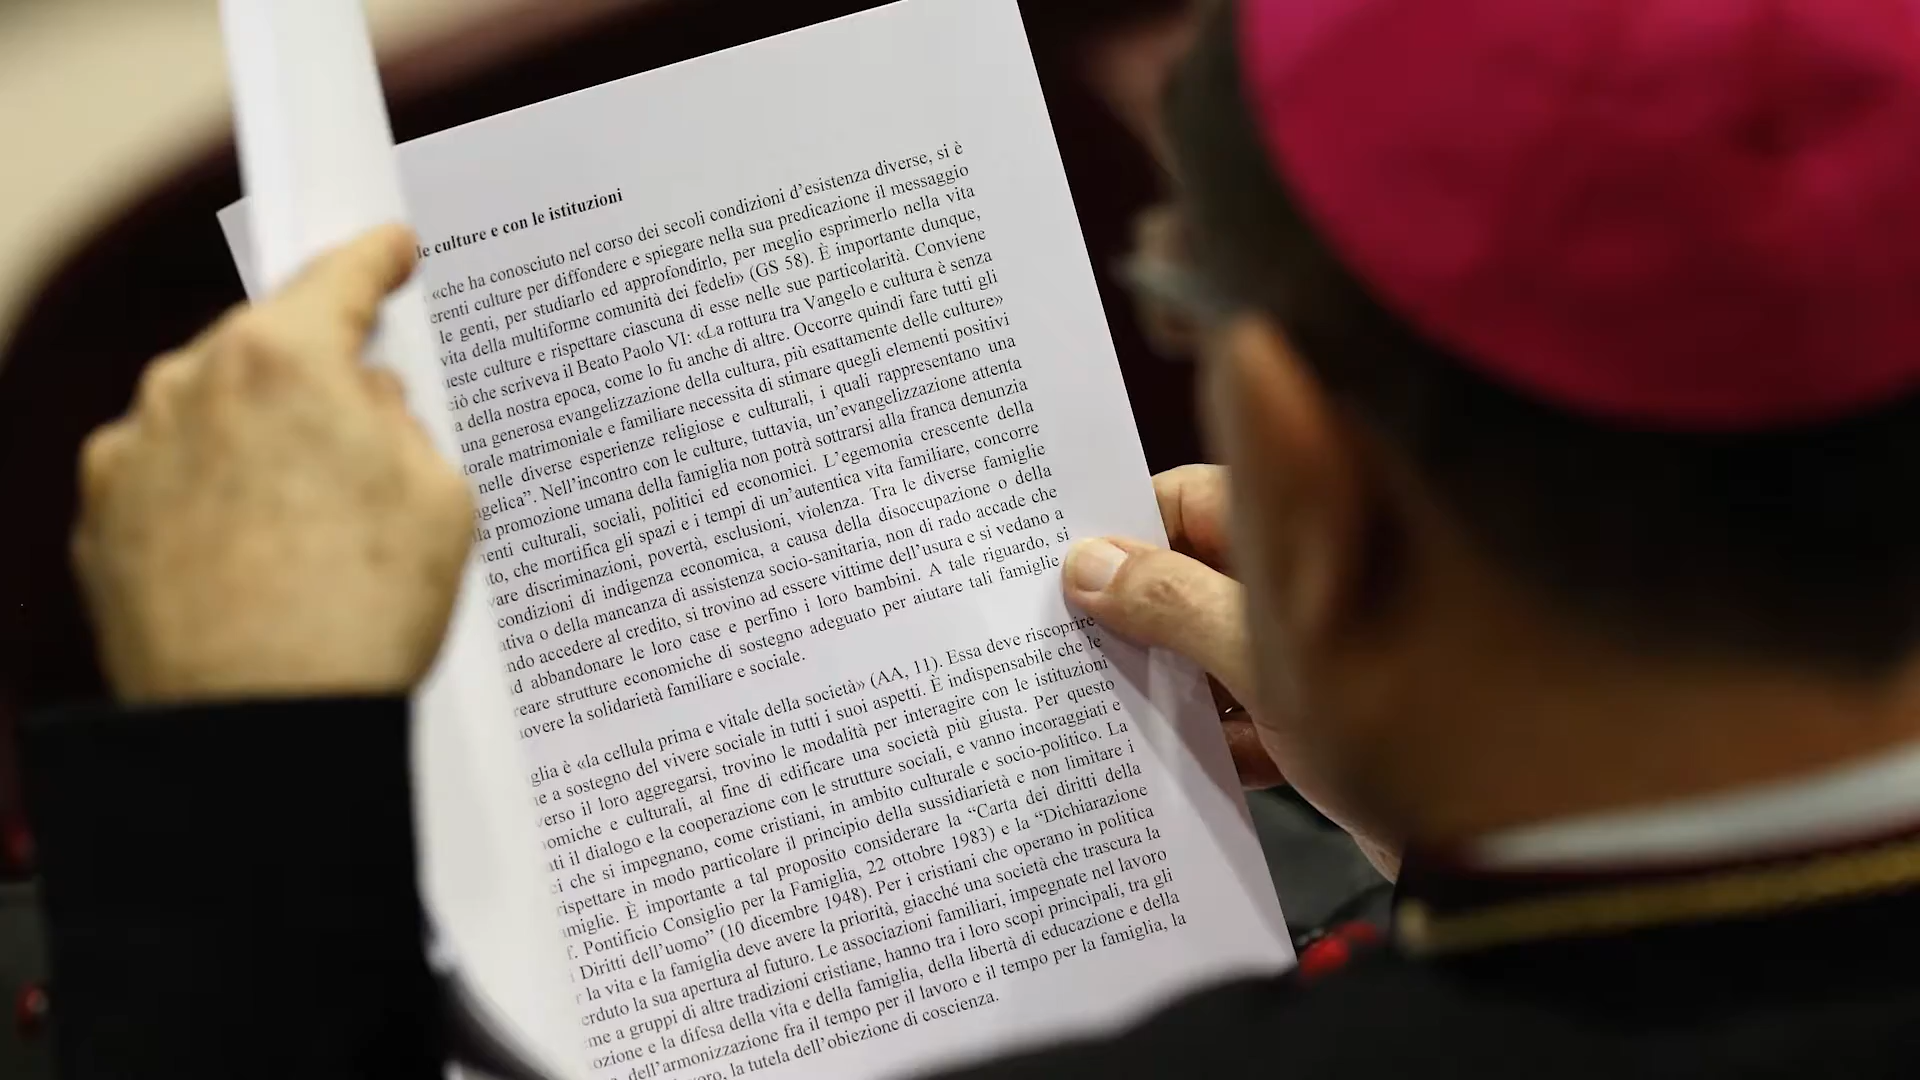 le culture e con le istituzioni
«che ha conosciuto nel corso dei secoli condizioni d’esistenza diverse, si è
erenti culture per diffondere e spiegare nella sua predicazione il messaggio
le genti, per studiarlo ed approfondirlo, per meglio esprimerlo nella vita
vita della multiforme comunità dei fedeli» (GS 58). È importante dunque,
ueste culture e rispettare ciascuna di esse nelle sue particolarità. Conviene
ciò che scriveva il Beato Paolo VI: «La rottura tra Vangelo e cultura è senza
a della nostra epoca, come lo fu anche di altre. Occorre quindi fare tutti gli
una generosa evangelizzazione della cultura, più esattamente delle culture»
torale matrimoniale e familiare necessita di stimare quegli elementi positivi
nelle diverse esperienze religiose e culturali, i quali rappresentano una
ngelica”. Nell’incontro con le culture, tuttavia, un’evangelizzazione attenta
lla promozione umana della famiglia non potrà sottrarsi alla franca denunzia
nenti culturali, sociali, politici ed economici. L’egemonia crescente della
to, che mortifica gli spazi e i tempi di un’autentica vita familiare, concorre
vare discriminazioni, povertà, esclusioni, violenza. Tra le diverse famiglie
condizioni di indigenza economica, a causa della disoccupazione o della
ativa o della mancanza di assistenza socio-sanitaria, non di rado accade che
ndo accedere al credito, si trovino ad essere vittime dell’usura e si vedano a
d abbandonare le loro case e perfino i loro bambini. A tale riguardo, si
reare strutture economiche di sostegno adeguato per aiutare tali famiglie
overe la solidarietà familiare e sociale.
glia è «la cellula prima e vitale della società» (AA, 11). Essa deve riscoprire
ne a sostegno del vivere sociale in tutti i suoi aspetti. È indispensabile che le
erso il loro aggregarsi, trovino le modalità per interagire con le istituzioni
omiche e culturali, al fine di edificare una società più giusta. Per questo
ti il dialogo e la cooperazione con le strutture sociali, e vanno incoraggiati e
i che si impegnano, come cristiani, in ambito culturale e socio-politico. La
rispettare in modo particolare il principio della sussidiarietà e non limitare i
miglie. È importante a tal proposito considerare la “Carta dei diritti della
f. Pontificio Consiglio per la Famiglia, 22 ottobre 1983) e la “Dichiarazione
Diritti dell’uomo” (10 dicembre 1948). Per i cristiani che operano in politica
r la vita e la famiglia deve avere la priorità, giacché una società che trascura la
erduto la sua apertura al futuro. Le associazioni familiari, impegnate nel lavoro
me a gruppi di altre tradizioni cristiane, hanno tra i loro scopi principali, tra gli
ozione e la difesa della vita e della famiglia, della libertà di educazione e della
dell’armonizzazione fra il tempo per il lavoro e il tempo per la famiglia, la
oro, la tutela dell’obiezione di coscienza.